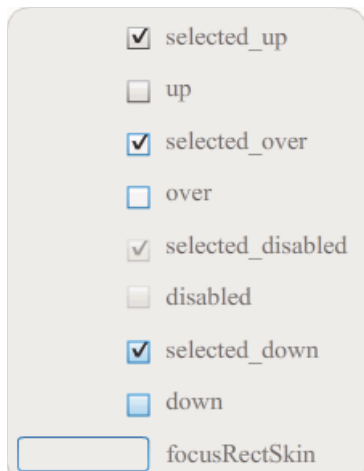 selected_up
up
selected_over
over
selected_disabled
disabled
selected_down
down
focusRectSkin